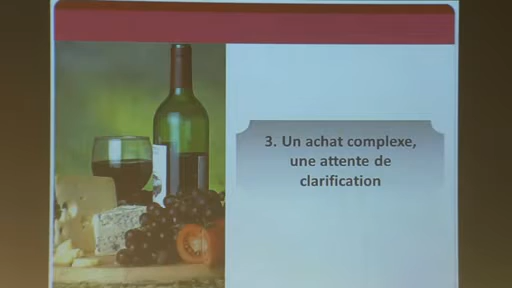 3. Un achat complexe,
une attente de
clarification